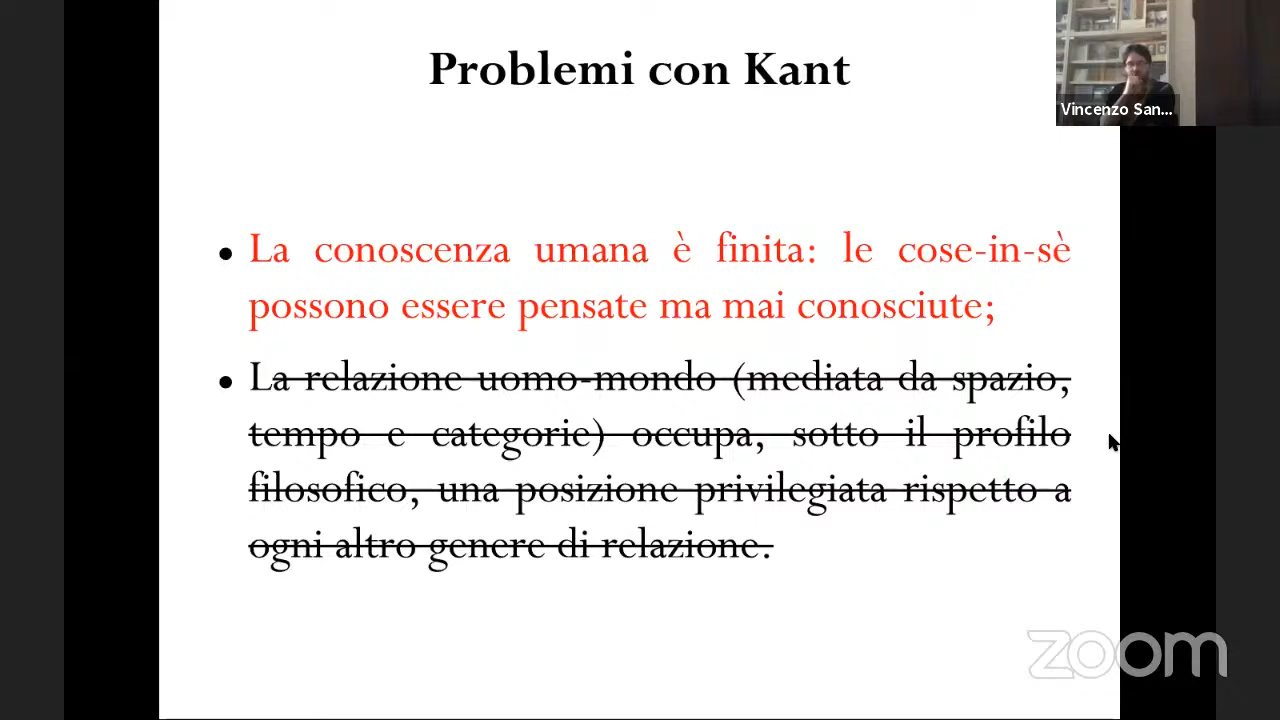 Problemi con Kant
Vincenzo San...
• La conoscenza umana è finita: le cose-in-sè
possono essere pensate ma mai conosciute;
• La relazione uomo-mondo (mediata da spazio,
tempo e categorie) occupa, sotto il profilo
filosofico, una posizione privilegiata rispetto a
ogni altro genere di relazione.
zoom